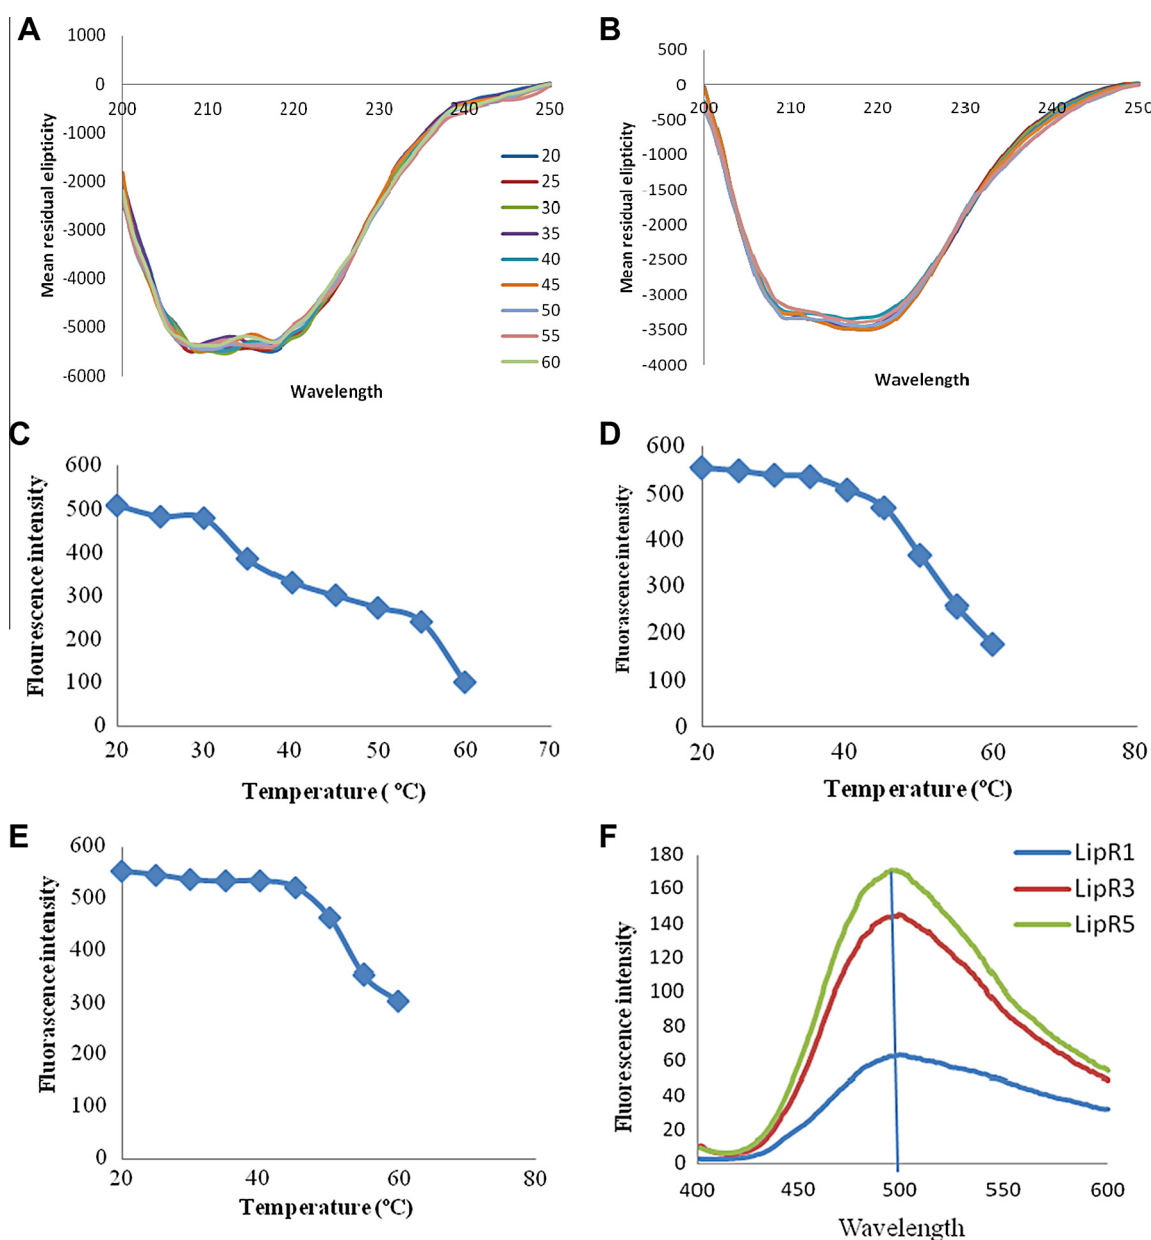 A
1000
0
-1000
-2000
-3000
-4000
-5000
-6000
200 210 220 230 240 250
Mean residual elipticity
Wavelength
20
25
30
35
40
45
50
55
60
B
500
0
-500
-1000
-1500
-2000
-2500
-3000
-3500
-4000
200 210 220 230 240 250
Mean residual elipticity
Wavelength
C
600
500
400
300
200
100
0
20 30 40 50 60 70
Flourescence intensity
Temperature ( ºC)
D
600
500
400
300
200
100
0
20 40 60 80
Fluorascence intensity
Temperature (ºC)
E
600
500
400
300
200
100
0
20 40 60 80
Fluorascence intensity
Temperature (ºC)
F
180
160
140
120
100
80
60
40
20
0
400 450 500 550 600
Fluorescence intensity
Wavelength
LipR1
LipR3
LipR5